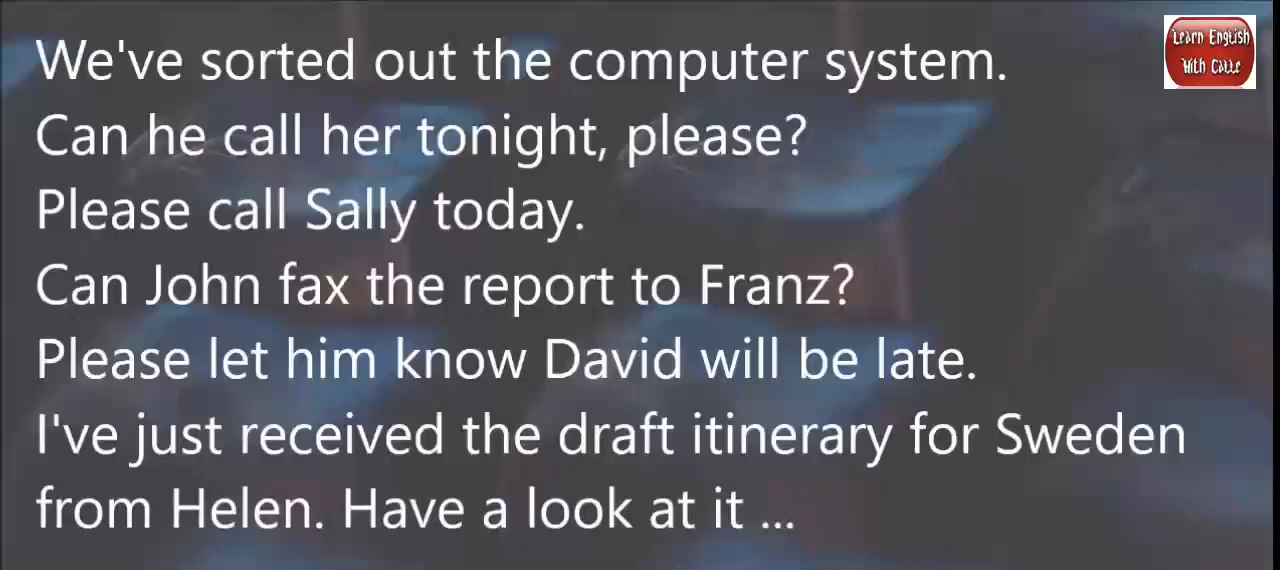 We've sorted out the computer system.
Learn English
With Catte
Can he call her tonight, please?
Please call Sally today.
Can John fax the report to Franz?
Please let him know David will be late.
I've just received the draft itinerary for Sweden
from Helen. Have a look at it ...